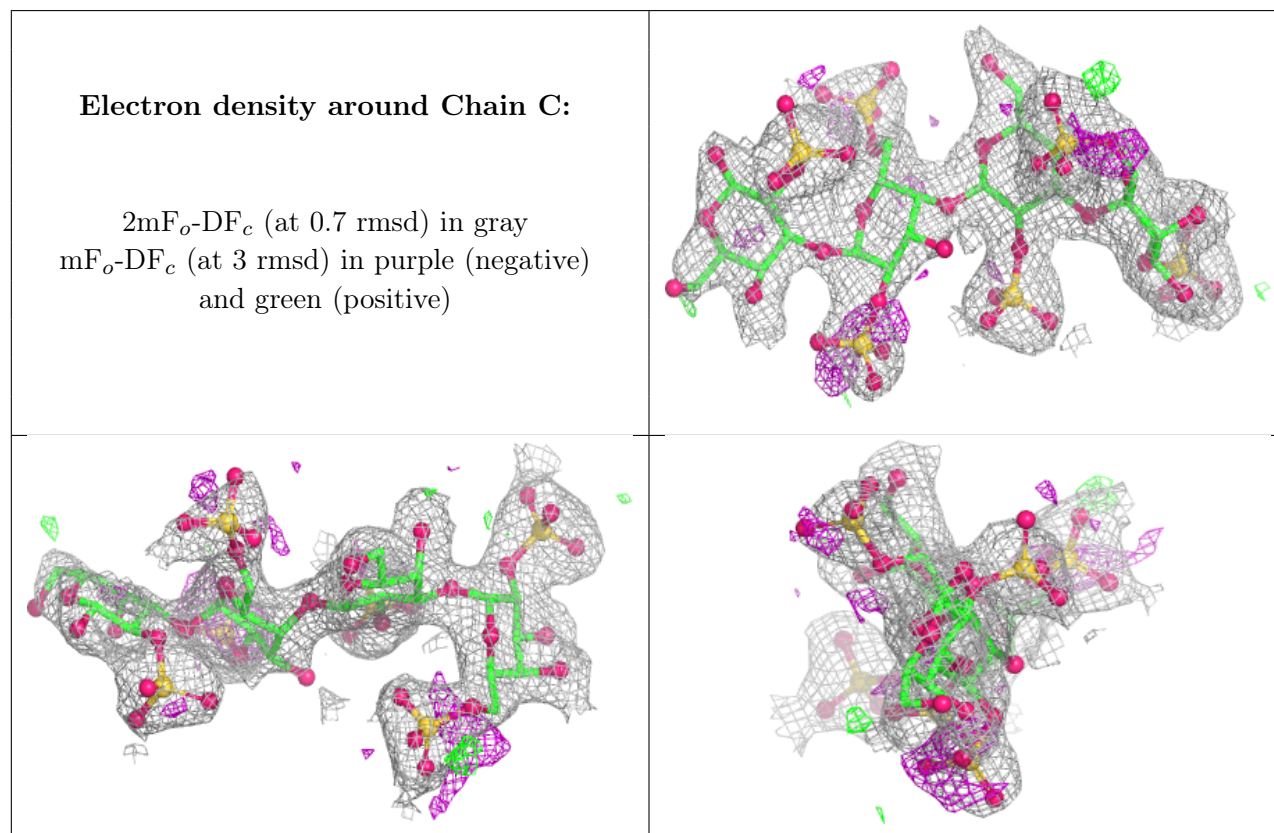 Electron density around Chain C:
2mFₒ-DF𝒸 (at 0.7 rmsd) in gray
mFₒ-DF𝒸 (at 3 rmsd) in purple (negative)
and green (positive)